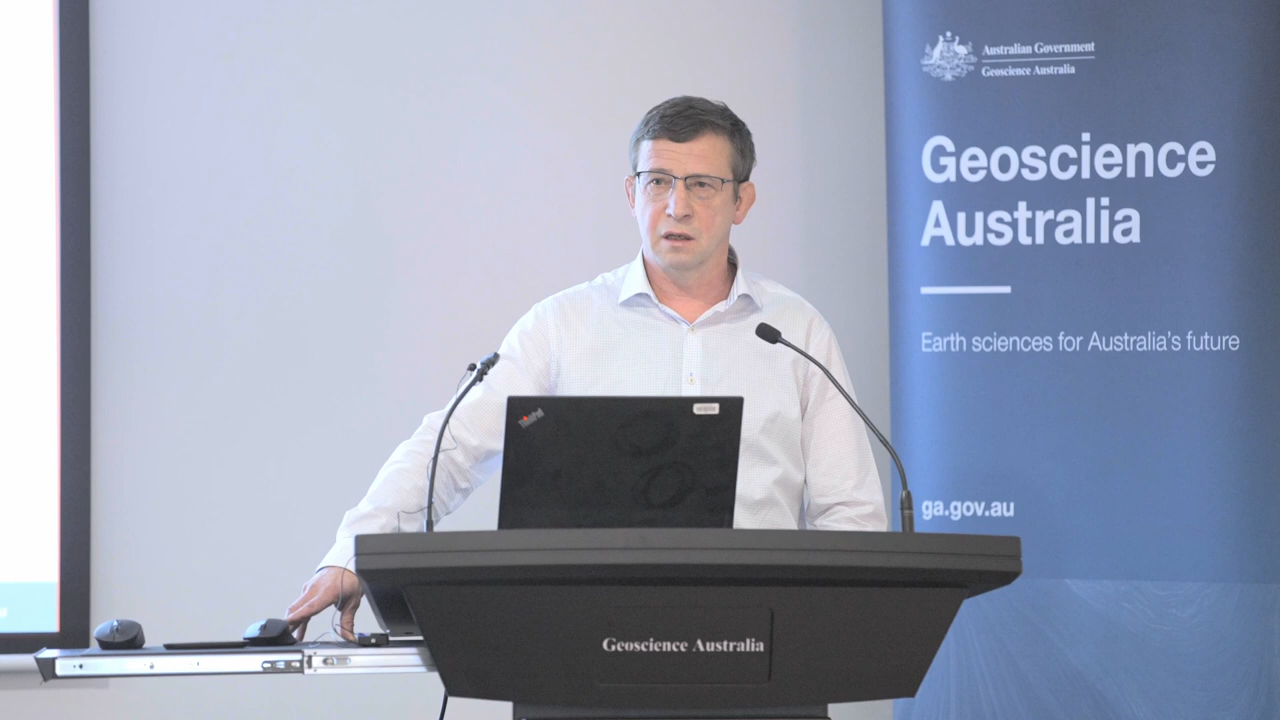 Australian Government
Geoscience Australia
Geoscience
Australia
Earth sciences for Australia's future
ga.gov.au
ThinkPad
Geoscience Australia